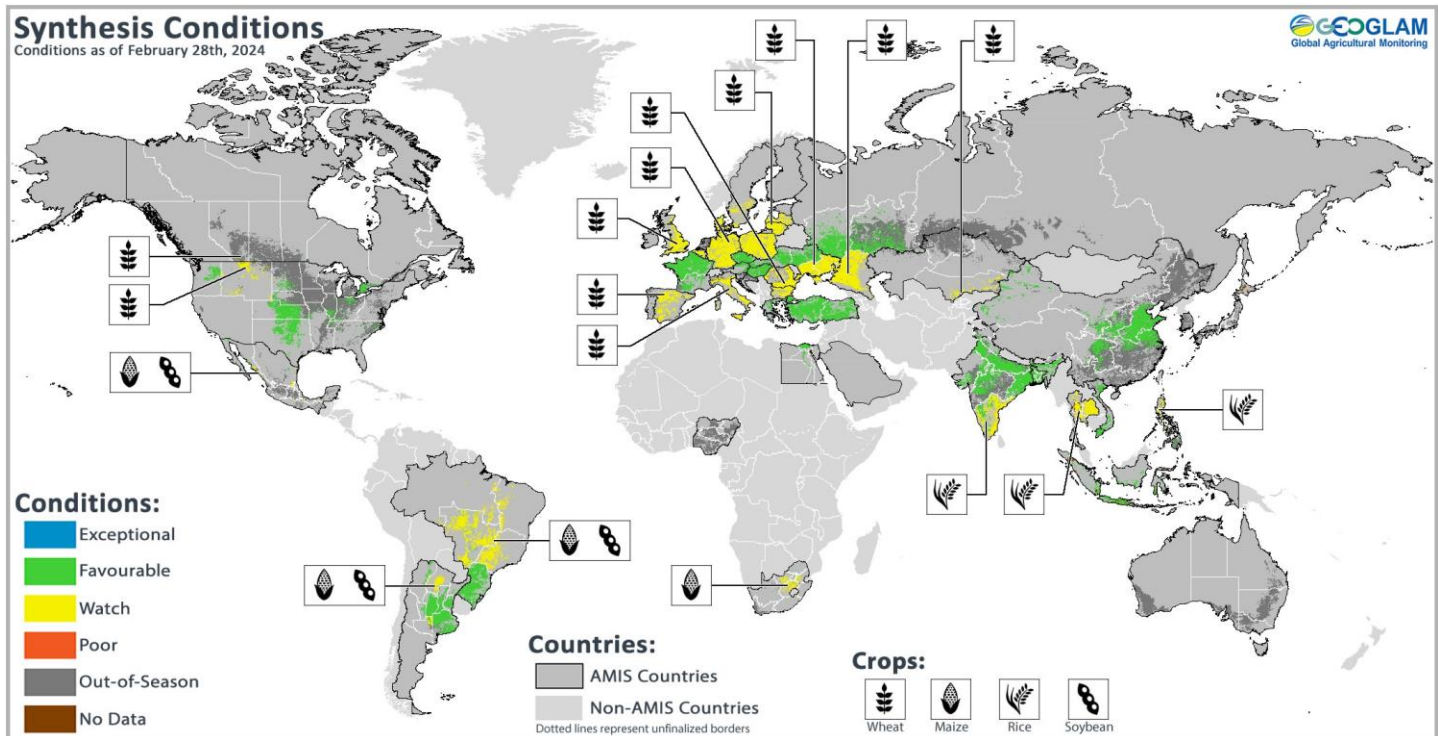 Synthesis Conditions
Conditions as of February 28th, 2024
GEOGLAM
Global Agricultural Monitoring
Conditions:
Exceptional
Favourable
Watch
Poor
Out-of-Season
No Data
Countries:
AMIS Countries
Non-AMIS Countries
Dotted lines represent unfinalized borders
Crops:
Wheat
Maize
Rice
Soybean